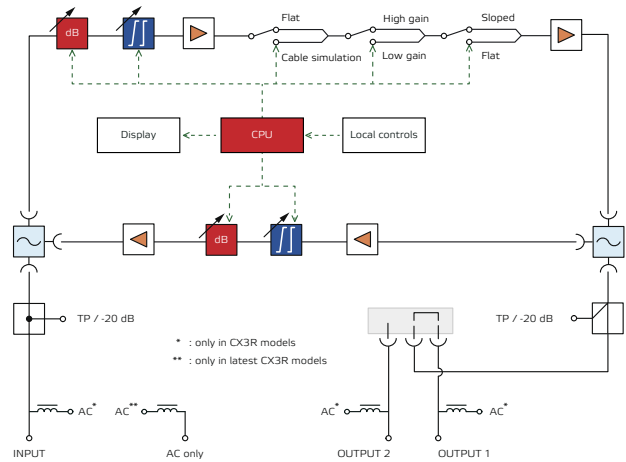 Flat
High gain
Sloped
dB
Cable simulation
Low gain
Flat
Display
CPU
Local controls
dB
TP / -20 dB
TP / -20 dB
* : only in CX3R models
** : only in latest CX3R models
AC*
AC**
AC*
AC*
INPUT
AC only
OUTPUT 2
OUTPUT 1